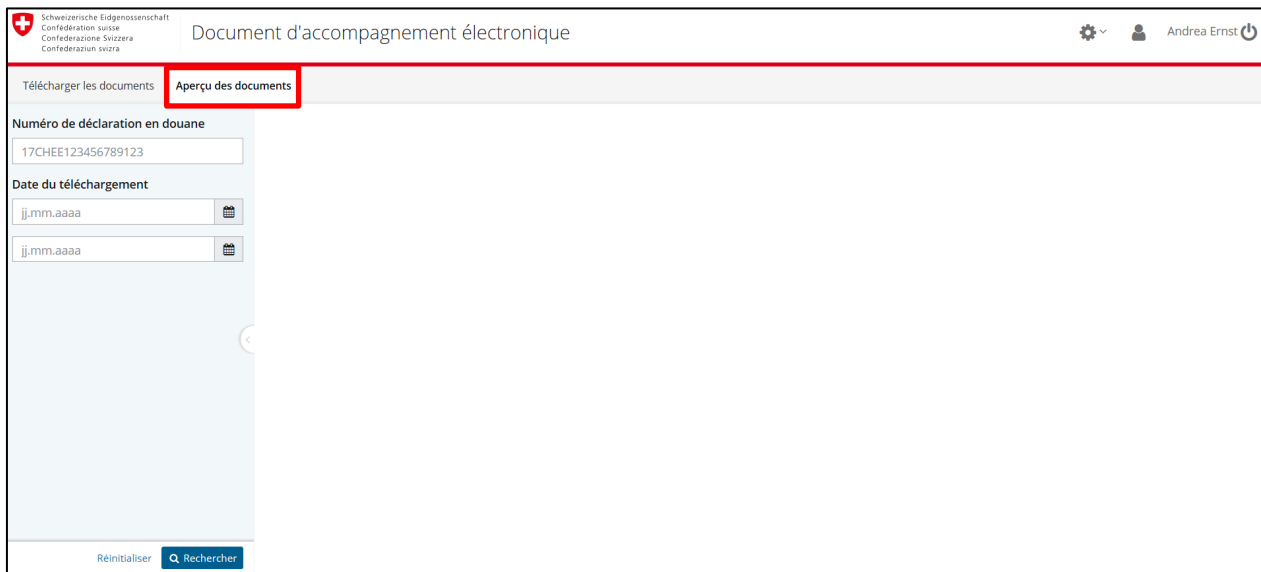 Schweizerische Eidgenossenschaft
Confédération suisse
Confederazione Svizzera
Confederaziun svizra
Document d'accompagnement électronique
Andrea Ernst
Télécharger les documents
Aperçu des documents
Numéro de déclaration en douane
17CHEE123456789123
Date du téléchargement
jj.mm.aaaa
jj.mm.aaaa
Réinitialiser
Rechercher